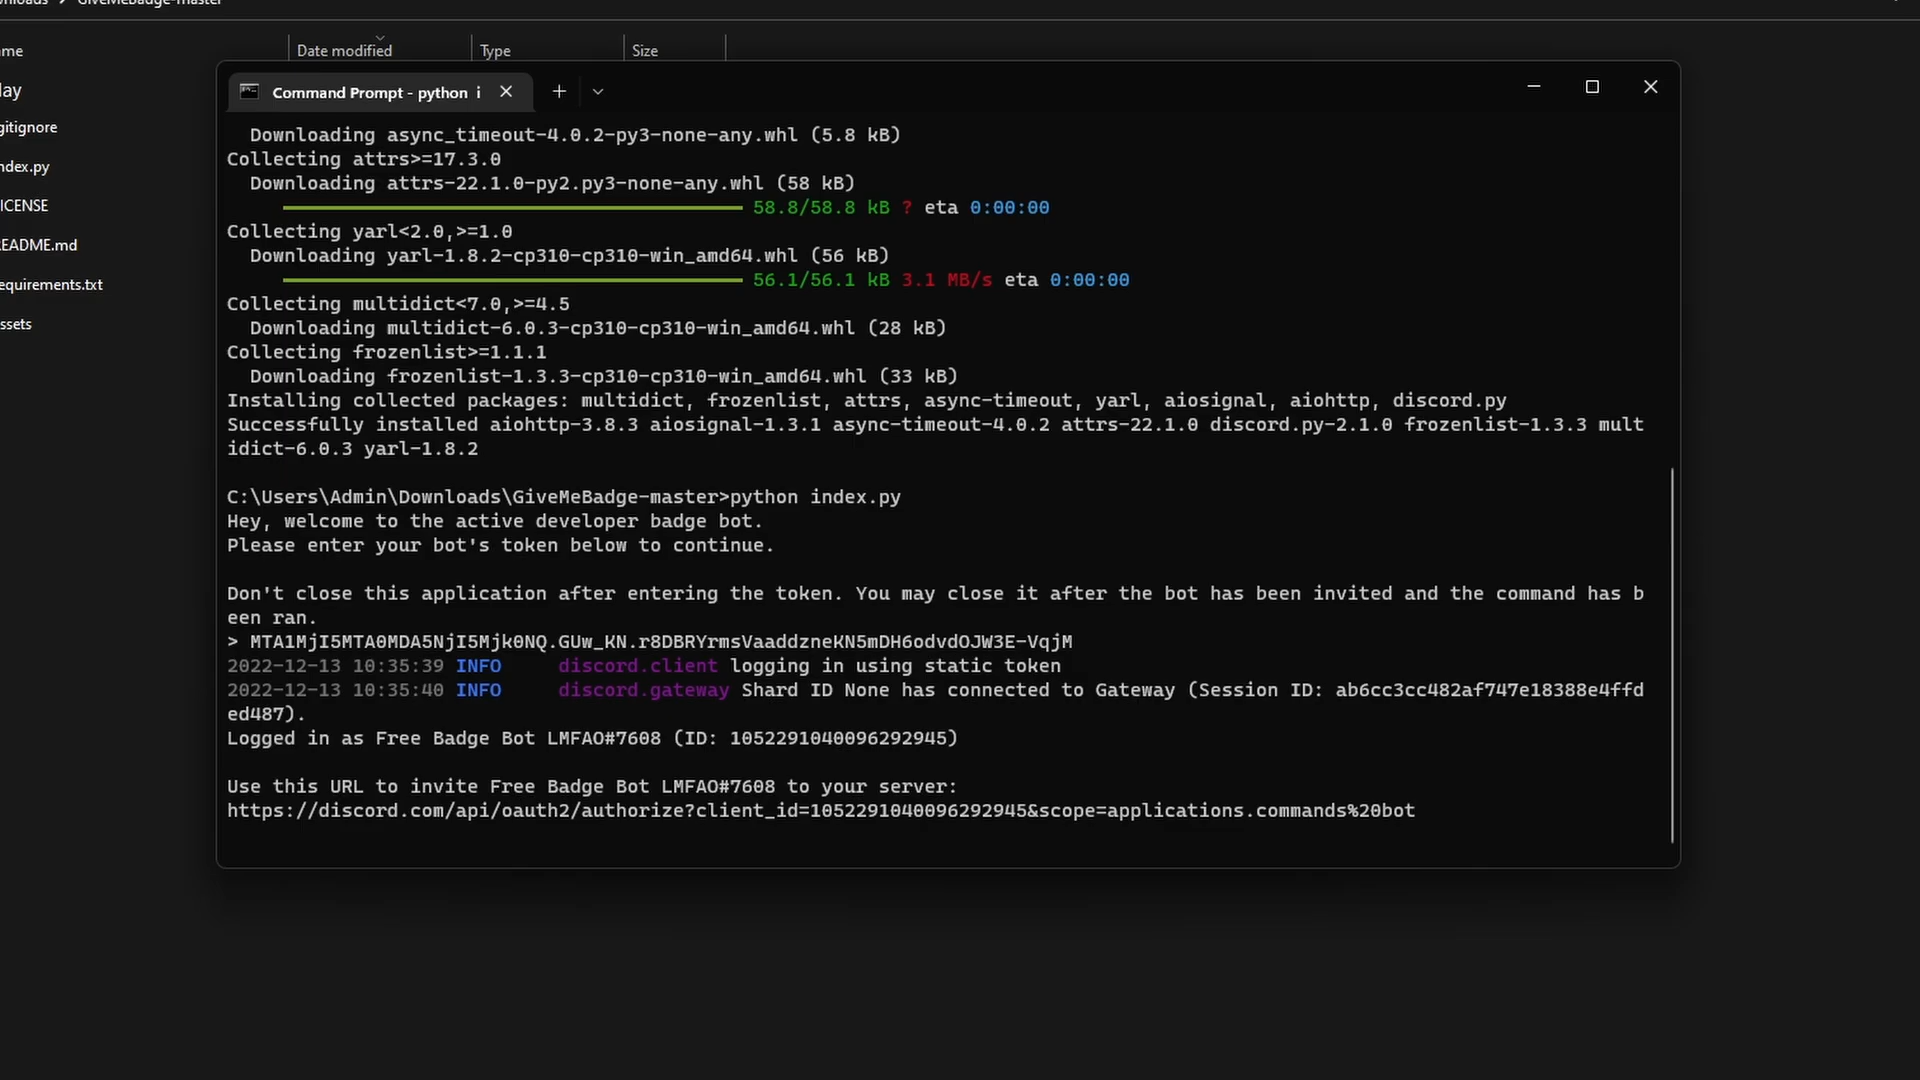 nloads > GiveMeBadge-master
me Date modified Type Size
lay
gitignore
ndex.py
ICENSE
EADME.md
equirements.txt
ssets
Command Prompt - python i
Downloading async_timeout-4.0.2-py3-none-any.whl (5.8 kB)
Collecting attrs>=17.3.0
Downloading attrs-22.1.0-py2.py3-none-any.whl (58 kB)
58.8/58.8 kB ? eta 0:00:00
Collecting yarl<2.0,>=1.0
Downloading yarl-1.8.2-cp310-cp310-win_amd64.whl (56 kB)
56.1/56.1 kB 3.1 MB/s eta 0:00:00
Collecting multidict<7.0,>=4.5
Downloading multidict-6.0.3-cp310-cp310-win_amd64.whl (28 kB)
Collecting frozenlist>=1.1.1
Downloading frozenlist-1.3.3-cp310-cp310-win_amd64.whl (33 kB)
Installing collected packages: multidict, frozenlist, attrs, async-timeout, yarl, aiosignal, aiohttp, discord.py
Successfully installed aiohttp-3.8.3 aiosignal-1.3.1 async-timeout-4.0.2 attrs-22.1.0 discord.py-2.1.0 frozenlist-1.3.3 mult
idict-6.0.3 yarl-1.8.2
C:\Users\Admin\Downloads\GiveMeBadge-master>python index.py
Hey, welcome to the active developer badge bot.
Please enter your bot's token below to continue.
Don't close this application after entering the token. You may close it after the bot has been invited and the command has b
een ran.
> MTA1MjI5MTA0MDA5NjI5Mjk0NQ.GUw_KN.r8DBRYrmsVaaddzneKN5mDH6odvdOJW3E-VqjM
2022-12-13 10:35:39 INFO discord.client logging in using static token
2022-12-13 10:35:40 INFO discord.gateway Shard ID None has connected to Gateway (Session ID: ab6cc3cc482af747e18388e4ffd
ed487).
Logged in as Free Badge Bot LMFAO#7608 (ID: 1052291040096292945)
Use this URL to invite Free Badge Bot LMFAO#7608 to your server:
https://discord.com/api/oauth2/authorize?client_id=1052291040096292945&scope=applications.commands%20bot